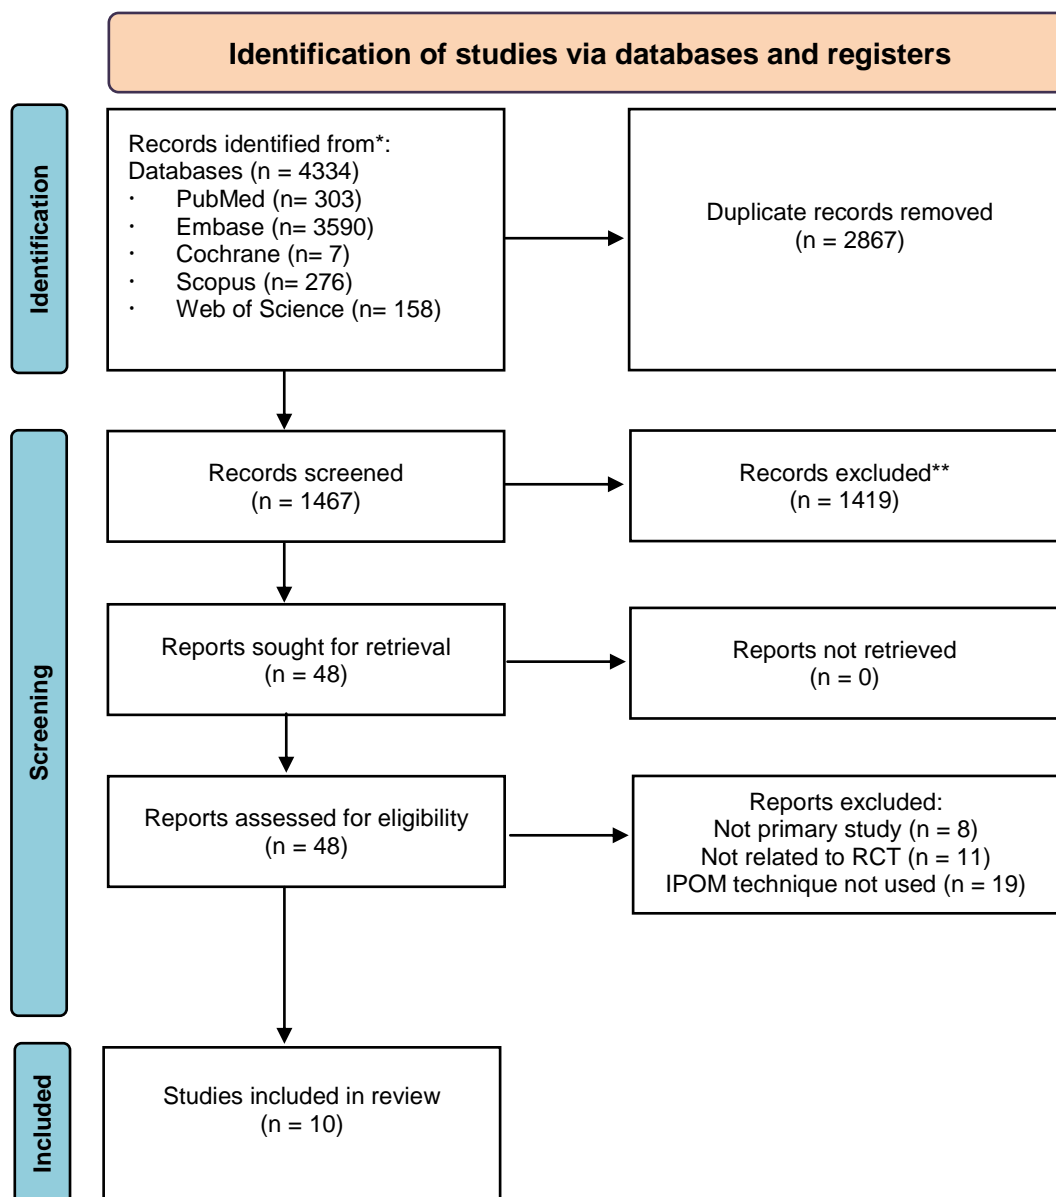 Identification of studies via databases and registers
Identification
Records identified from*:
Databases (n = 4334)
· PubMed (n= 303)
· Embase (n= 3590)
· Cochrane (n= 7)
· Scopus (n= 276)
· Web of Science (n= 158)
Duplicate records removed
(n = 2867)
Screening
Records screened
(n = 1467)
Records excluded**
(n = 1419)
Reports sought for retrieval
(n = 48)
Reports not retrieved
(n = 0)
Reports assessed for eligibility
(n = 48)
Reports excluded:
Not primary study (n = 8)
Not related to RCT (n = 11)
IPOM technique not used (n = 19)
Included
Studies included in review
(n = 10)